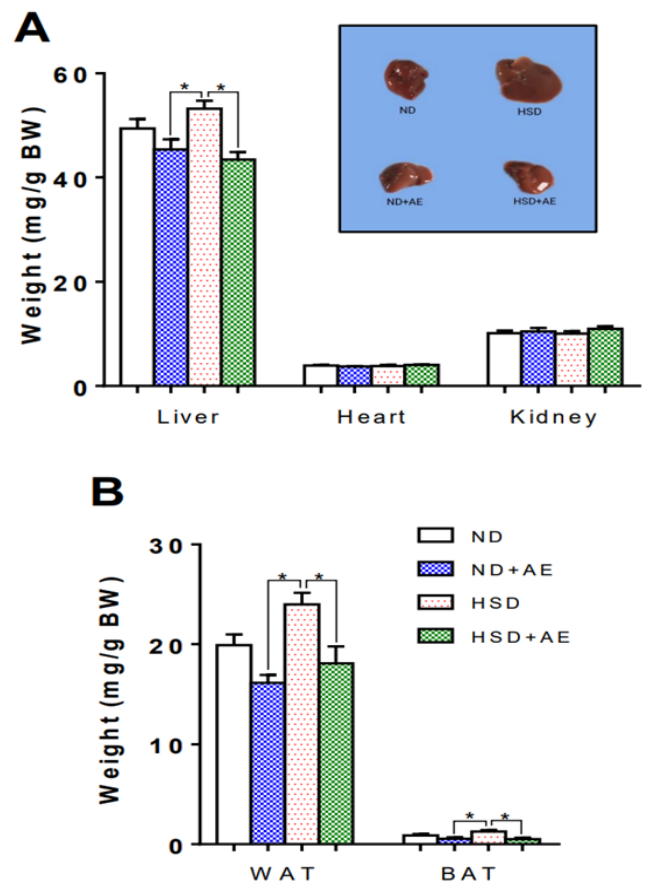 A
Weight (mg/g BW)
60
40
20
0
* *
ND
HSD
ND+AE
HSD+AE
Liver
Heart
Kidney
B
Weight (mg/g BW)
30
20
10
0
* *
* *
ND
ND+AE
HSD
HSD+AE
WAT
BAT